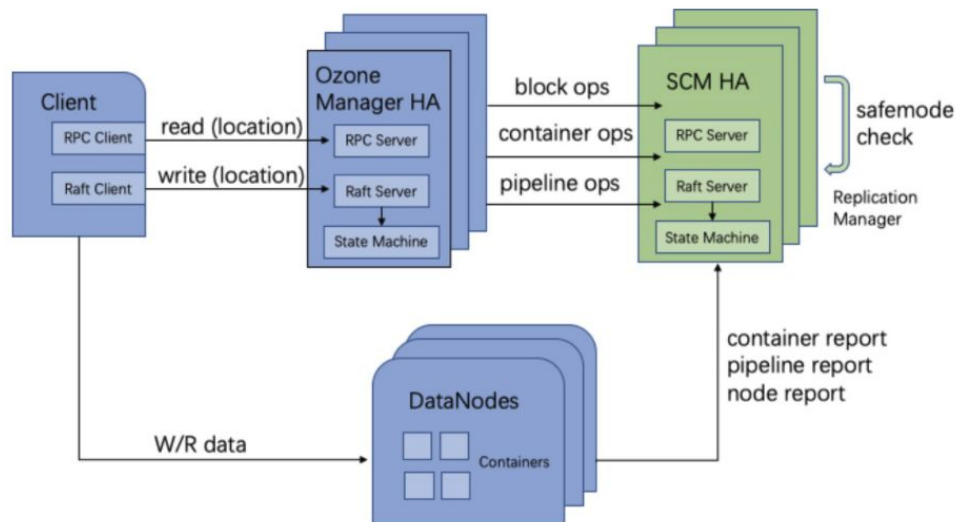 Client
RPC Client
Raft Client
read (location)
write (location)
Ozone
Manager HA
RPC Server
Raft Server
State Machine
block ops
container ops
pipeline ops
SCM HA
RPC Server
Raft Server
State Machine
safemode
check
Replication
Manager
W/R data
DataNodes
Containers
container report
pipeline report
node report